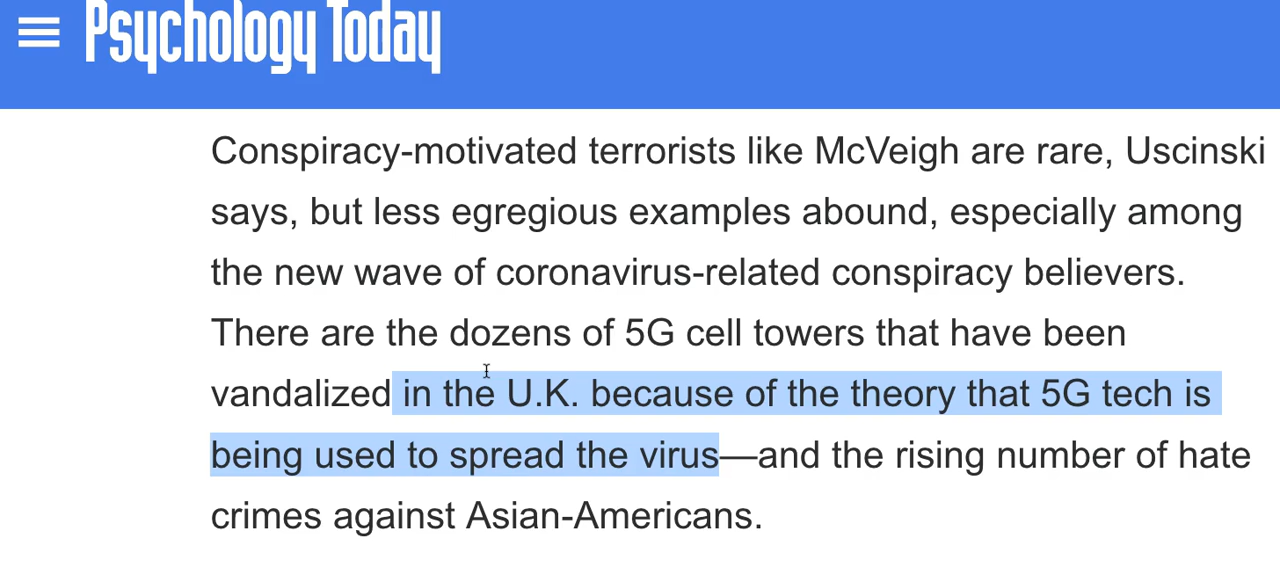 Psychology Today
Conspiracy-motivated terrorists like McVeigh are rare, Uscinski
says, but less egregious examples abound, especially among
the new wave of coronavirus-related conspiracy believers.
There are the dozens of 5G cell towers that have been
vandalized in the U.K. because of the theory that 5G tech is
being used to spread the virus—and the rising number of hate
crimes against Asian-Americans.